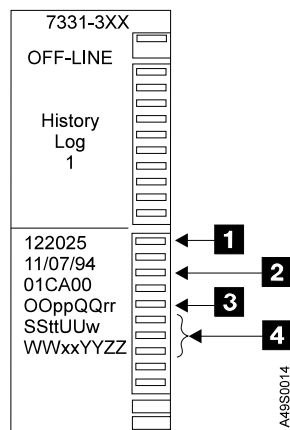 7331-3XX
OFF-LINE
History
Log
1
122025
11/07/94
01CA00
OOppQQrr
SSttUUw
WWxxYYZZ
1
2
3
4
A49S0014